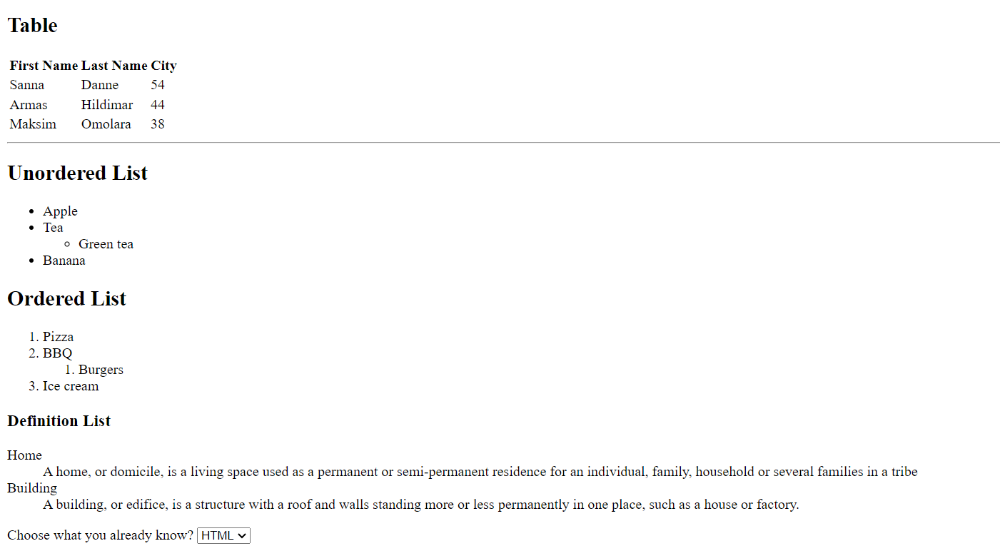 Table
First Name Last Name City
Sanna Danne 54
Armas Hildimar 44
Maksim Omolara 38
Unordered List
• Apple
• Tea
◦ Green tea
• Banana
Ordered List
1. Pizza
2. BBQ
1. Burgers
3. Ice cream
Definition List
Home
A home, or domicile, is a living space used as a permanent or semi-permanent residence for an individual, family, household or several families in a tribe
Building
A building, or edifice, is a structure with a roof and walls standing more or less permanently in one place, such as a house or factory.
Choose what you already know? HTML